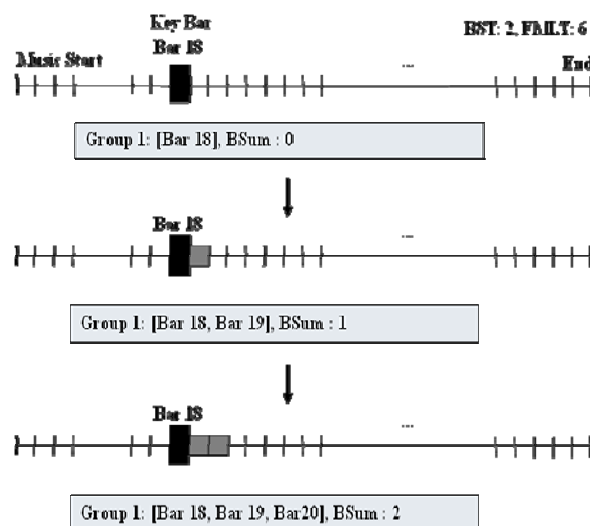 Key Bar
Bar 18
BST: 2, FMLT: 6
Music Start
...
End
Group 1: [Bar 18], BSum : 0
Bar 18
...
Group 1: [Bar 18, Bar 19], BSum : 1
Bar 18
...
Group 1: [Bar 18, Bar 19, Bar20], BSum : 2